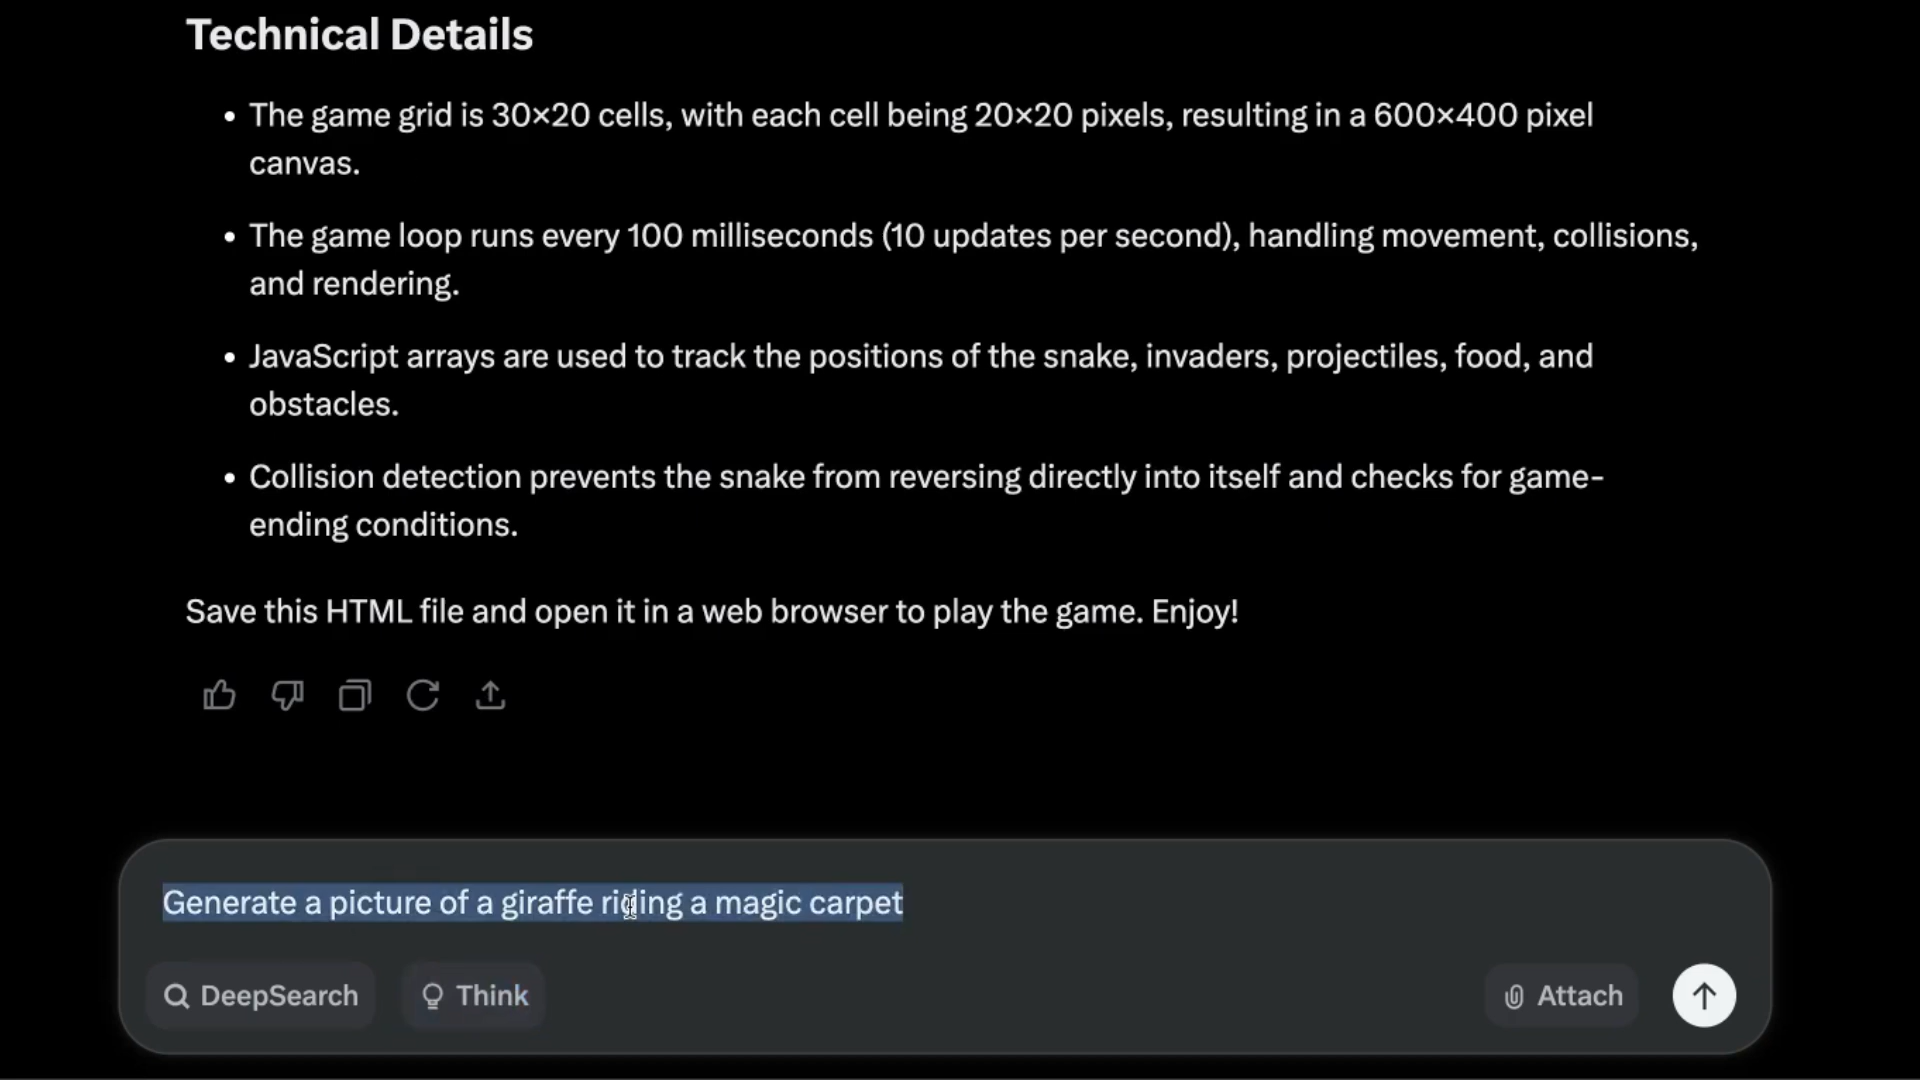 Technical Details
• The game grid is 30×20 cells, with each cell being 20×20 pixels, resulting in a 600×400 pixel
canvas.
• The game loop runs every 100 milliseconds (10 updates per second), handling movement, collisions,
and rendering.
• JavaScript arrays are used to track the positions of the snake, invaders, projectiles, food, and
obstacles.
• Collision detection prevents the snake from reversing directly into itself and checks for game-
ending conditions.
Save this HTML file and open it in a web browser to play the game. Enjoy!
Generate a picture of a giraffe riding a magic carpet
DeepSearch Think Attach